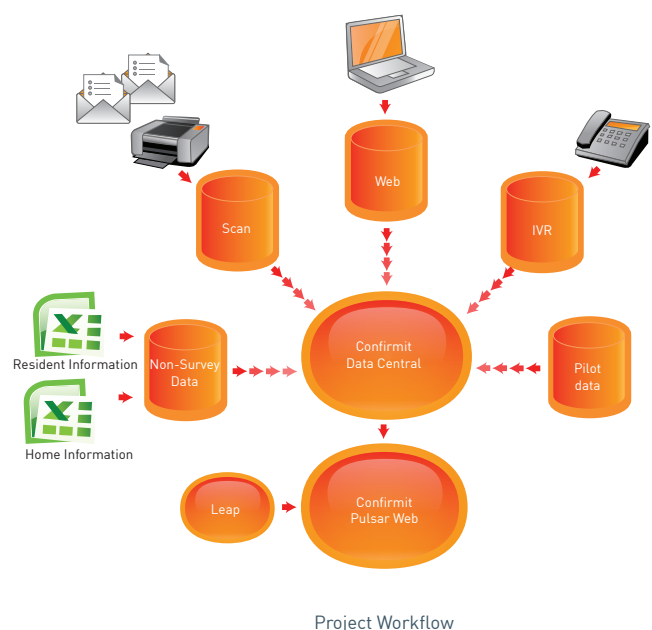 Web
Scan
IVR
Confirmit
Data Central
Resident Information
Non-Survey
Data
Pilot
data
Home Information
Leap
Confirmit
Pulsar Web
Project Workflow